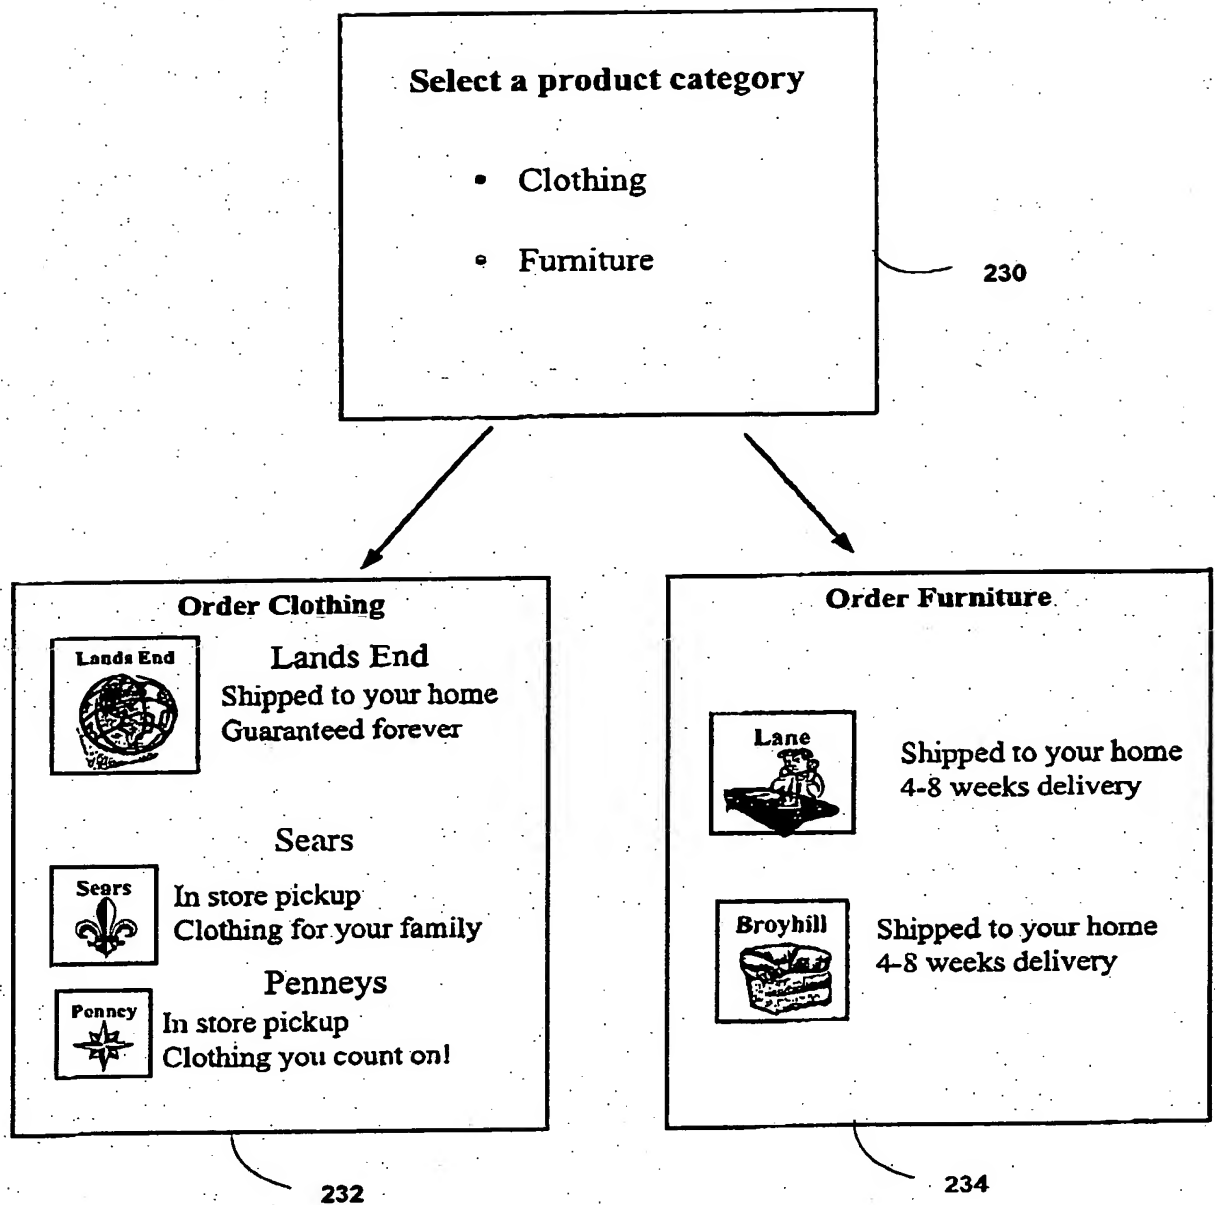 Select a product category
• Clothing
• Furniture
230
Order Clothing
Lands End
Lands End
Shipped to your home
Guaranteed forever
Sears
Sears
In store pickup
Clothing for your family
Penneys
Penney
In store pickup
Clothing you count on!
232
Order Furniture
Lane
Shipped to your home
4-8 weeks delivery
Broyhill
Shipped to your home
4-8 weeks delivery
234